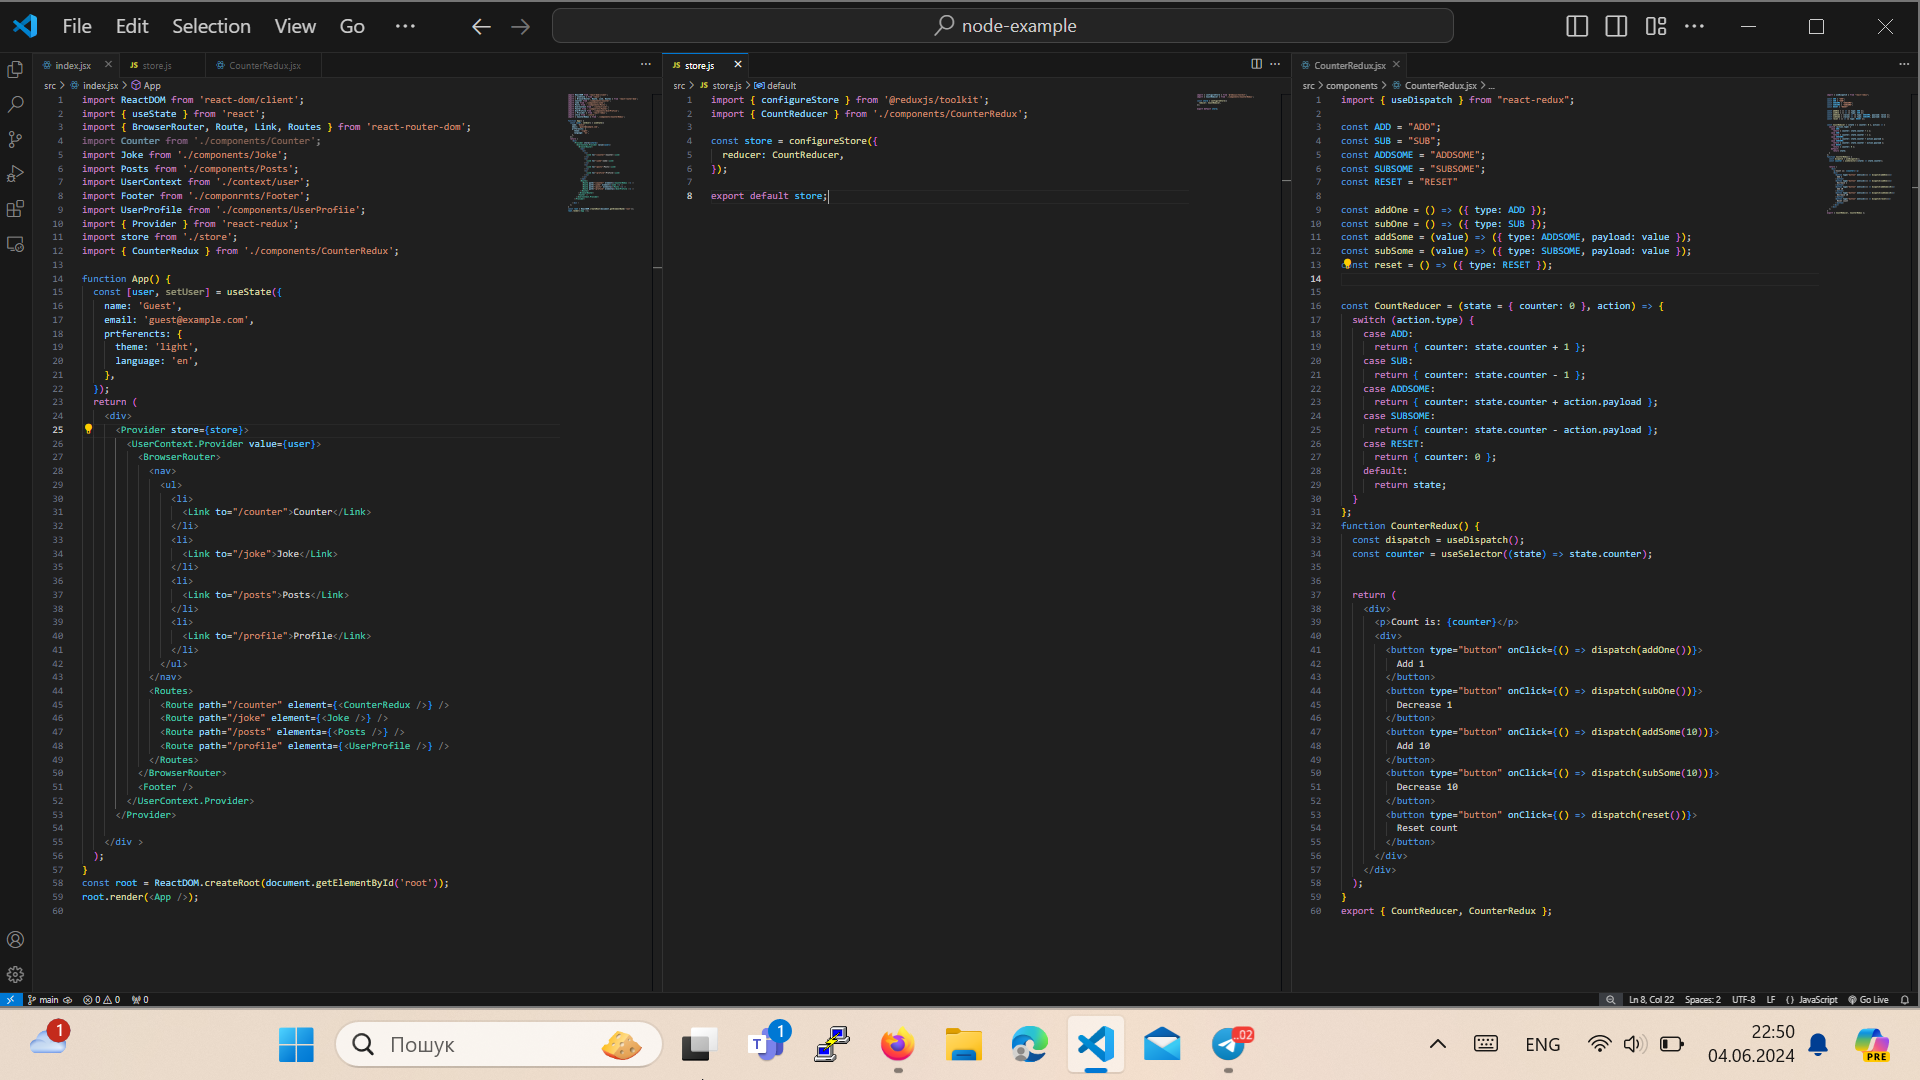 File Edit Selection View Go ··· node-example
index.jsx store.js CounterRedux.jsx
src > index.jsx > App
1 import ReactDOM from 'react-dom/client';
2 import { useState } from 'react';
3 import { BrowserRouter, Route, Link, Routes } from 'react-router-dom';
4 import Counter from './components/Counter';
5 import Joke from './components/Joke';
6 import Posts from './components/Posts';
7 import UserContext from './context/user';
8 import Footer from './componrnts/Footer';
9 import UserProfile from './componrnts/UserProfiie';
10 import { Provider } from 'react-redux';
11 import store from './store';
12 import { CounterRedux } from './components/CounterRedux';
13
14 function App() {
15 const [user, setUser] = useState({
16 name: 'Guest',
17 email: 'guest@example.com',
18 prtferencts: {
19 theme: 'light',
20 language: 'en',
21 },
22 });
23 return (
24 <div>
25 <Provider store={store}>
26 <UserContext.Provider value={user}>
27 <BrowserRouter>
28 <nav>
29 <ul>
30 <li>
31 <Link to="/counter">Counter</Link>
32 </li>
33 <li>
34 <Link to="/joke">Joke</Link>
35 </li>
36 <li>
37 <Link to="/posts">Posts</Link>
38 </li>
39 <li>
40 <Link to="/profile">Profile</Link>
41 </li>
42 </ul>
43 </nav>
44 <Routes>
45 <Route path="/counter" element={<CounterRedux />} />
46 <Route path="/joke" element={<Joke />} />
47 <Route path="/posts" elementa={<Posts />} />
48 <Route path="/profile" elementa={<UserProfile />} />
49 </Routes>
50 </BrowserRouter>
51 <Footer />
52 </UserContext.Provider>
53 </Provider>
54
55 </div >
56 );
57 }
58 const root = ReactDOM.createRoot(document.getElementById('root'));
59 root.render(<App />);
60
store.js
src > store.js > default
1 import { configureStore } from '@reduxjs/toolkit';
2 import { CountReducer } from './components/CounterRedux';
3
4 const store = configureStore({
5 reducer: CountReducer,
6 });
7
8 export default store;
CounterRedux.jsx
src > components > CounterRedux.jsx > ...
1 import { useDispatch } from "react-redux";
2
3 const ADD = "ADD";
4 const SUB = "SUB";
5 const ADDSOME = "ADDSOME";
6 const SUBSOME = "SUBSOME";
7 const RESET = "RESET"
8
9 const addOne = () => ({ type: ADD });
10 const subOne = () => ({ type: SUB });
11 const addSome = (value) => ({ type: ADDSOME, payload: value });
12 const subSome = (value) => ({ type: SUBSOME, payload: value });
13 const reset = () => ({ type: RESET });
14
15
16 const CountReducer = (state = { counter: 0 }, action) => {
17 switch (action.type) {
18 case ADD:
19 return { counter: state.counter + 1 };
20 case SUB:
21 return { counter: state.counter - 1 };
22 case ADDSOME:
23 return { counter: state.counter + action.payload };
24 case SUBSOME:
25 return { counter: state.counter - action.payload };
26 case RESET:
27 return { counter: 0 };
28 default:
29 return state;
30 }
31 };
32 function CounterRedux() {
33 const dispatch = useDispatch();
34 const counter = useSelector((state) => state.counter);
35
36
37 return (
38 <div>
39 <p>Count is: {counter}</p>
40 <div>
41 <button type="button" onClick={() => dispatch(addOne())}>
42 Add 1
43 </button>
44 <button type="button" onClick={() => dispatch(subOne())}>
45 Decrease 1
46 </button>
47 <button type="button" onClick={() => dispatch(addSome(10))}>
48 Add 10
49 </button>
50 <button type="button" onClick={() => dispatch(subSome(10))}>
51 Decrease 10
52 </button>
53 <button type="button" onClick={() => dispatch(reset())}>
54 Reset count
55 </button>
56 </div>
57 </div>
58 );
59 }
60 export { CountReducer, CounterRedux };
main 0 0 0 Ln 8, Col 22 Spaces: 2 UTF-8 LF {} JavaScript Go Live
1 Пошук 1 ..02 ENG 22:50
04.06.2024 PRE